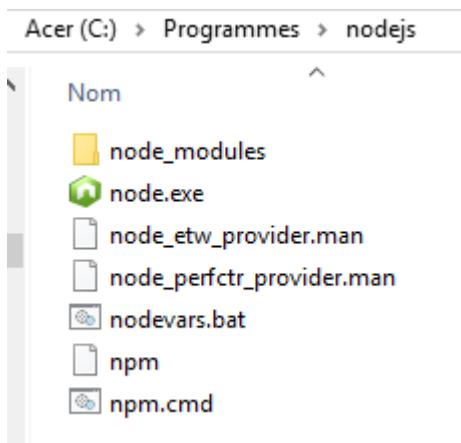 Acer (C:) > Programmes > nodejs
Nom
node_modules
node.exe
node_etw_provider.man
node_perfctr_provider.man
nodevars.bat
npm
npm.cmd